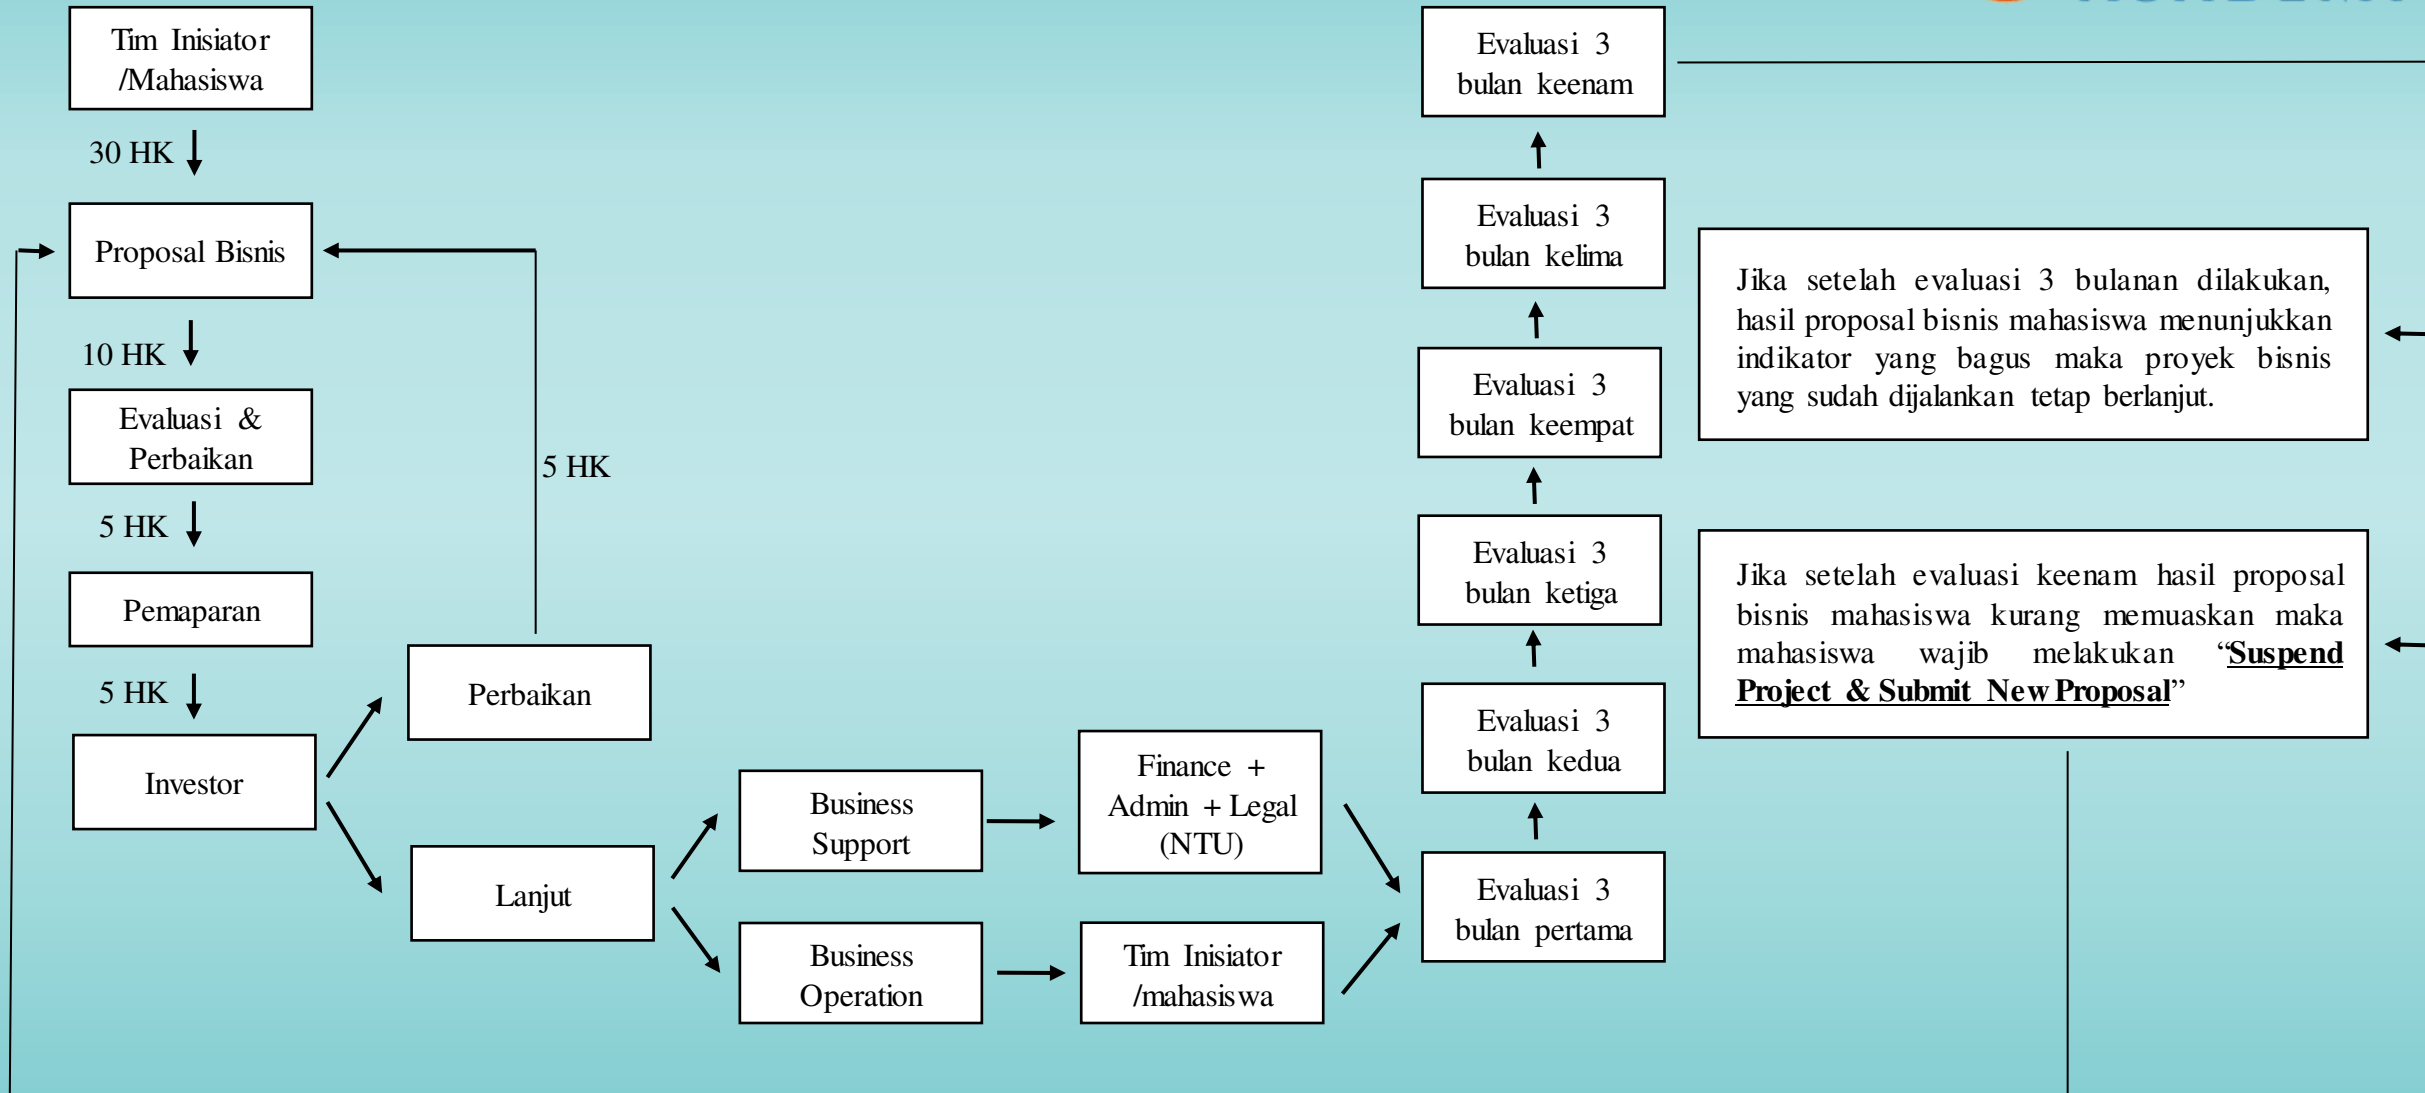 Tim Inisiator
/Mahasiswa
30 HK
Proposal Bisnis
10 HK
Evaluasi &
Perbaikan
5 HK
Pemaparan
5 HK
Investor
5 HK
Perbaikan
Lanjut
Business
Support
Business
Operation
Finance +
Admin + Legal
(NTU)
Tim Inisiator
/mahasiswa
Evaluasi 3
bulan keenam
Evaluasi 3
bulan kelima
Evaluasi 3
bulan keempat
Evaluasi 3
bulan ketiga
Evaluasi 3
bulan kedua
Evaluasi 3
bulan pertama
Jika setelah evaluasi 3 bulanan dilakukan,
hasil proposal bisnis mahasiswa menunjukkan
indikator yang bagus maka proyek bisnis
yang sudah dijalankan tetap berlanjut.
Jika setelah evaluasi keenam hasil proposal
bisnis mahasiswa kurang memuaskan maka
mahasiswa wajib melakukan “Suspend
Project & Submit New Proposal”